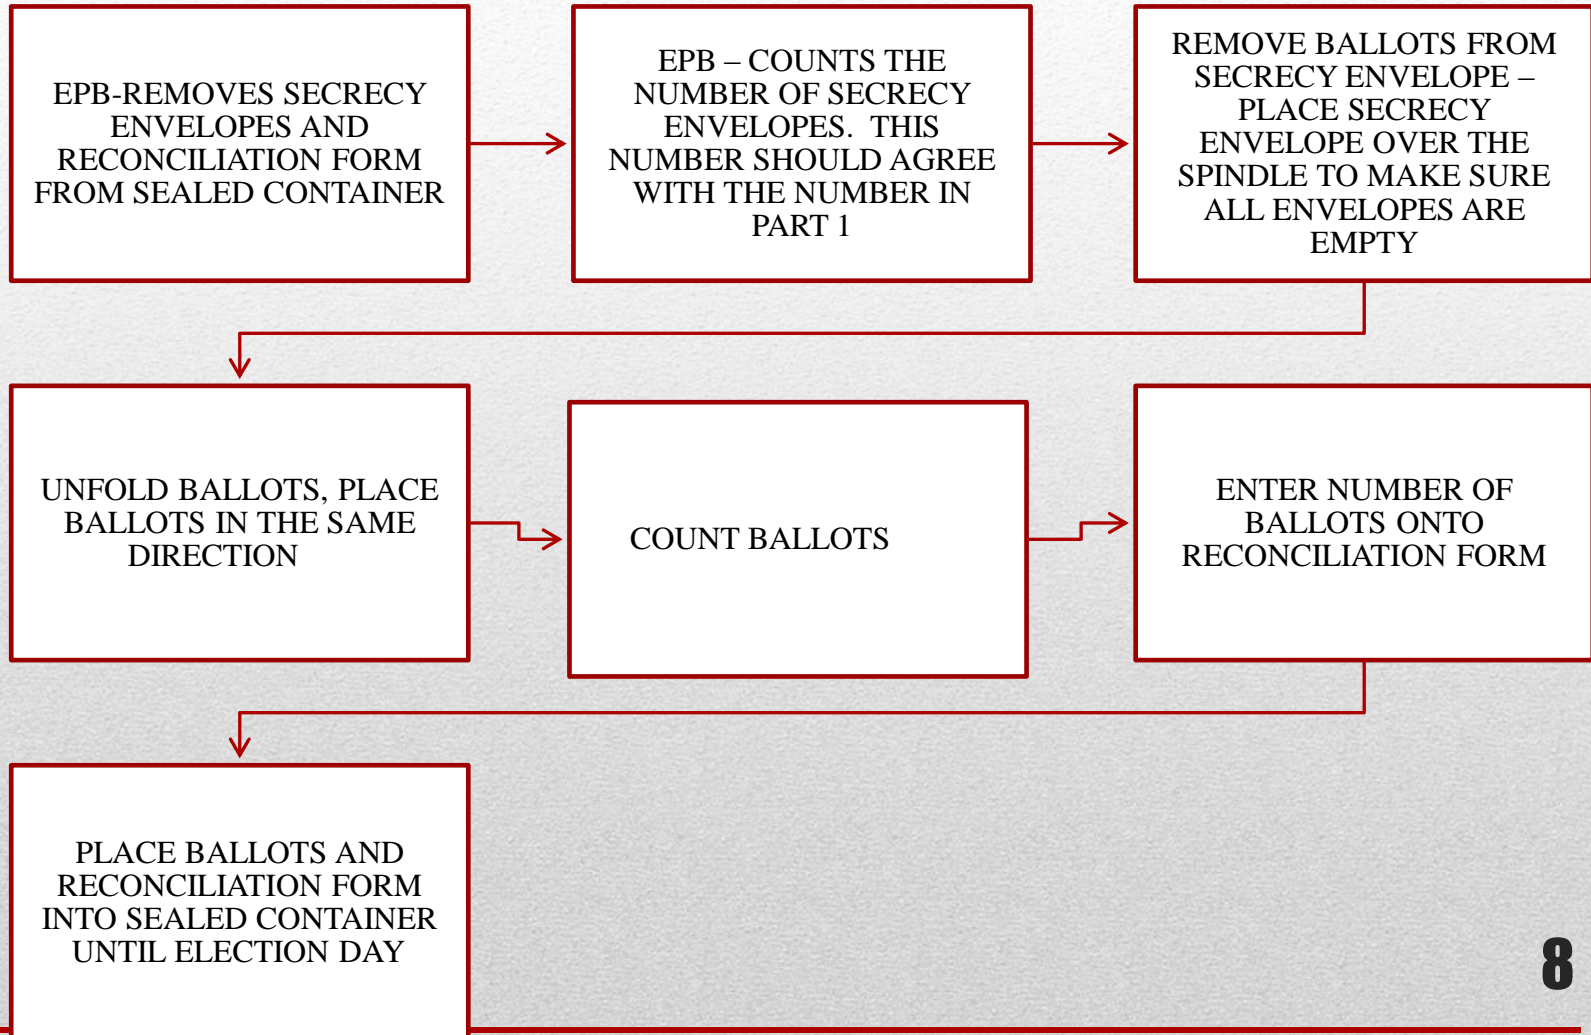 EPB-REMOVES SECRECY
ENVELOPES AND
RECONCILIATION FORM
FROM SEALED CONTAINER
EPB – COUNTS THE
NUMBER OF SECRECY
ENVELOPES.  THIS
NUMBER SHOULD AGREE
WITH THE NUMBER IN
PART 1
REMOVE BALLOTS FROM
SECRECY ENVELOPE –
PLACE SECRECY
ENVELOPE OVER THE
SPINDLE TO MAKE SURE
ALL ENVELOPES ARE
EMPTY
UNFOLD BALLOTS, PLACE
BALLOTS IN THE SAME
DIRECTION
COUNT BALLOTS
ENTER NUMBER OF
BALLOTS ONTO
RECONCILIATION FORM
PLACE BALLOTS AND
RECONCILIATION FORM
INTO SEALED CONTAINER
UNTIL ELECTION DAY
8